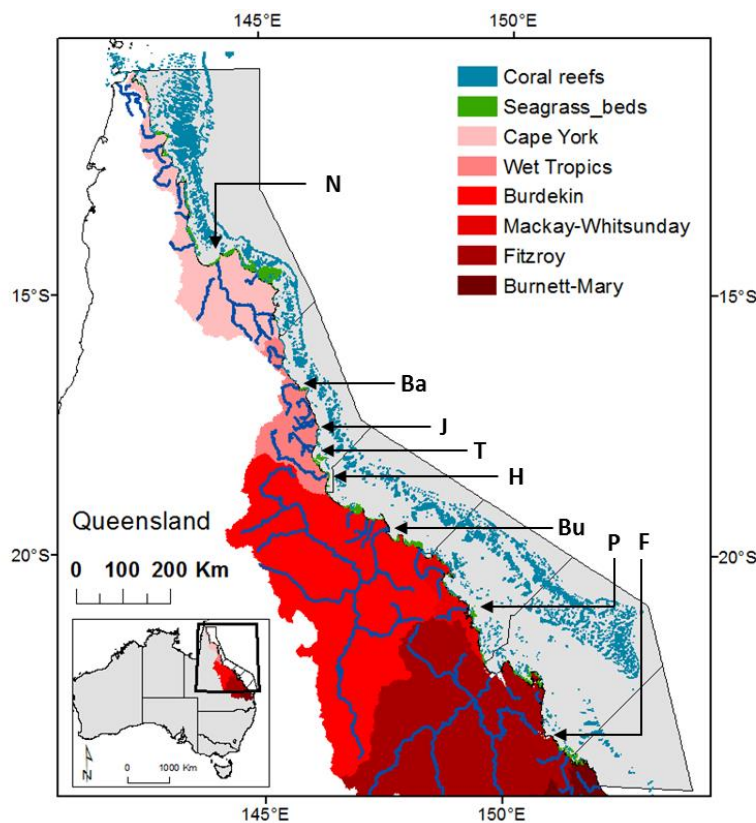 145°E 150°E
Coral reefs
Seagrass_beds
Cape York
Wet Tropics
Burdekin
Mackay-Whitsunday
Fitzroy
Burnett-Mary
N
15°S 15°S
Ba
J
T
H
Bu
P F
Queensland
20°S 20°S
0 100 200 Km
N
0 1000 Km
145°E 150°E